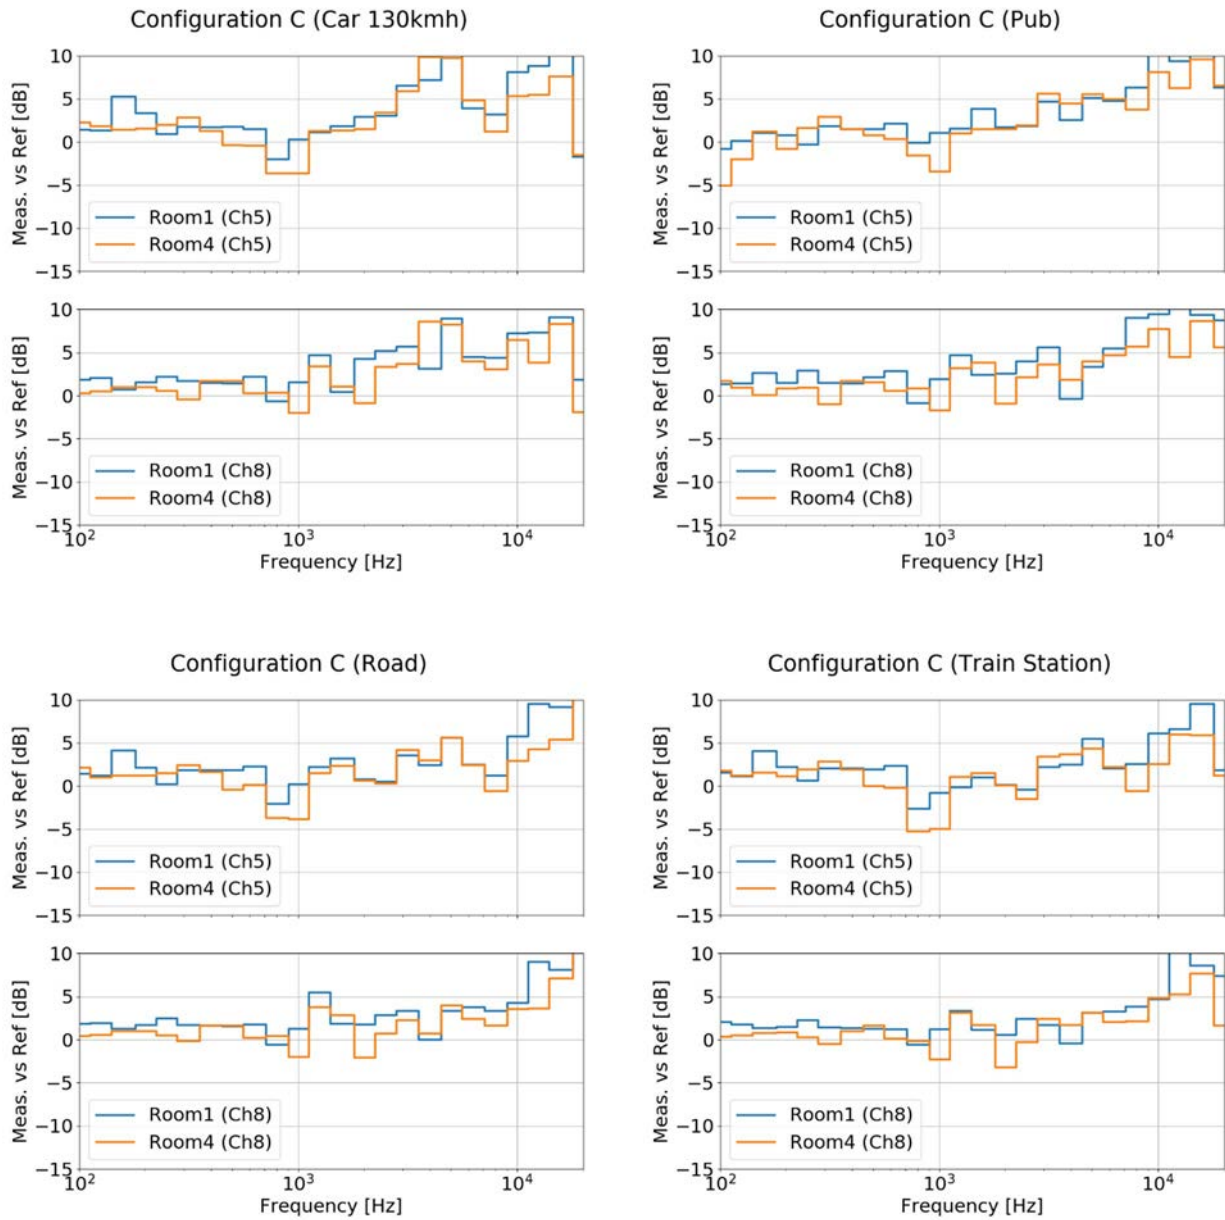 Configuration C (Car 130kmh)
Meas. vs Ref [dB]
10
5
0
−5
−10
−15
Room1 (Ch5)
Room4 (Ch5)
Meas. vs Ref [dB]
10
5
0
−5
−10
−15
Room1 (Ch8)
Room4 (Ch8)
10² 10³ 10⁴
Frequency [Hz]
Configuration C (Pub)
Meas. vs Ref [dB]
10
5
0
−5
−10
−15
Room1 (Ch5)
Room4 (Ch5)
Meas. vs Ref [dB]
10
5
0
−5
−10
−15
Room1 (Ch8)
Room4 (Ch8)
10² 10³ 10⁴
Frequency [Hz]
Configuration C (Road)
Meas. vs Ref [dB]
10
5
0
−5
−10
−15
Room1 (Ch5)
Room4 (Ch5)
Meas. vs Ref [dB]
10
5
0
−5
−10
−15
Room1 (Ch8)
Room4 (Ch8)
10² 10³ 10⁴
Frequency [Hz]
Configuration C (Train Station)
Meas. vs Ref [dB]
10
5
0
−5
−10
−15
Room1 (Ch5)
Room4 (Ch5)
Meas. vs Ref [dB]
10
5
0
−5
−10
−15
Room1 (Ch8)
Room4 (Ch8)
10² 10³ 10⁴
Frequency [Hz]